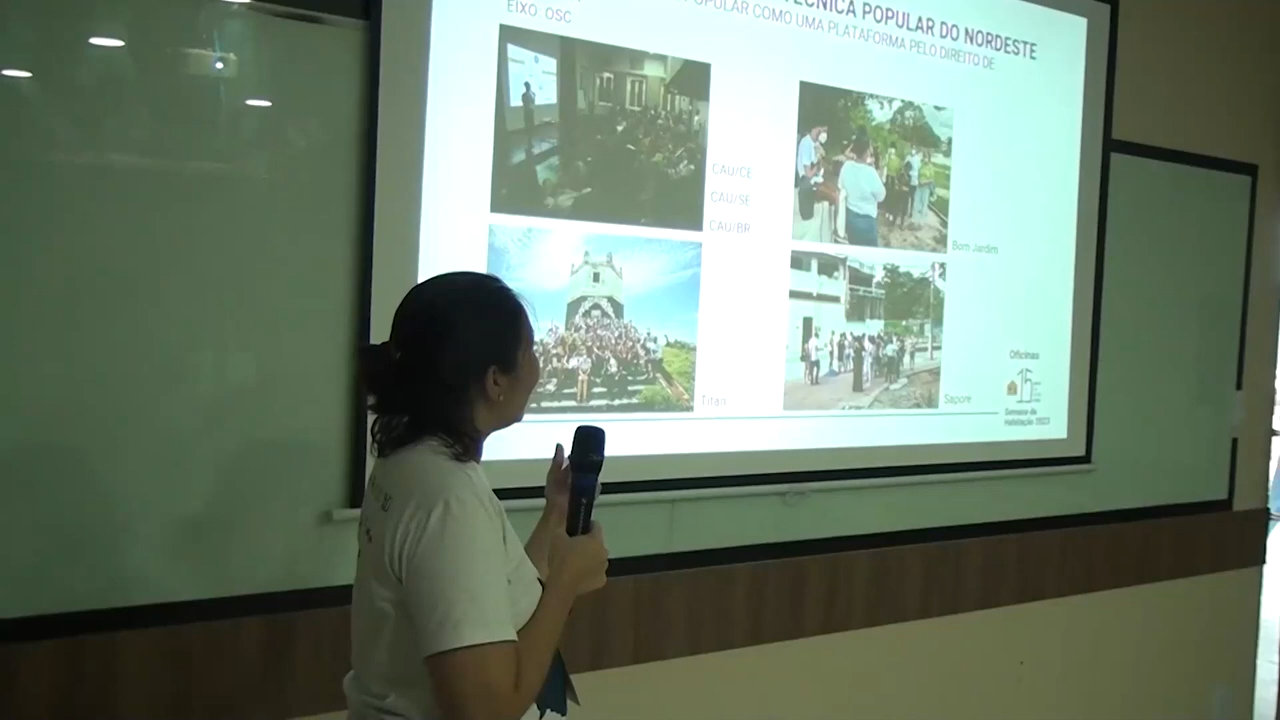 TÉCNICA POPULAR DO NORDESTE
POPULAR COMO UMA PLATAFORMA PELO DIREITO DE
EIXO OSC
CAU/CE
CAU/SE
CAU/BR
Bom Jardim
Titan
Sapore
Oficinas
15
Semana da
Habitação 2023